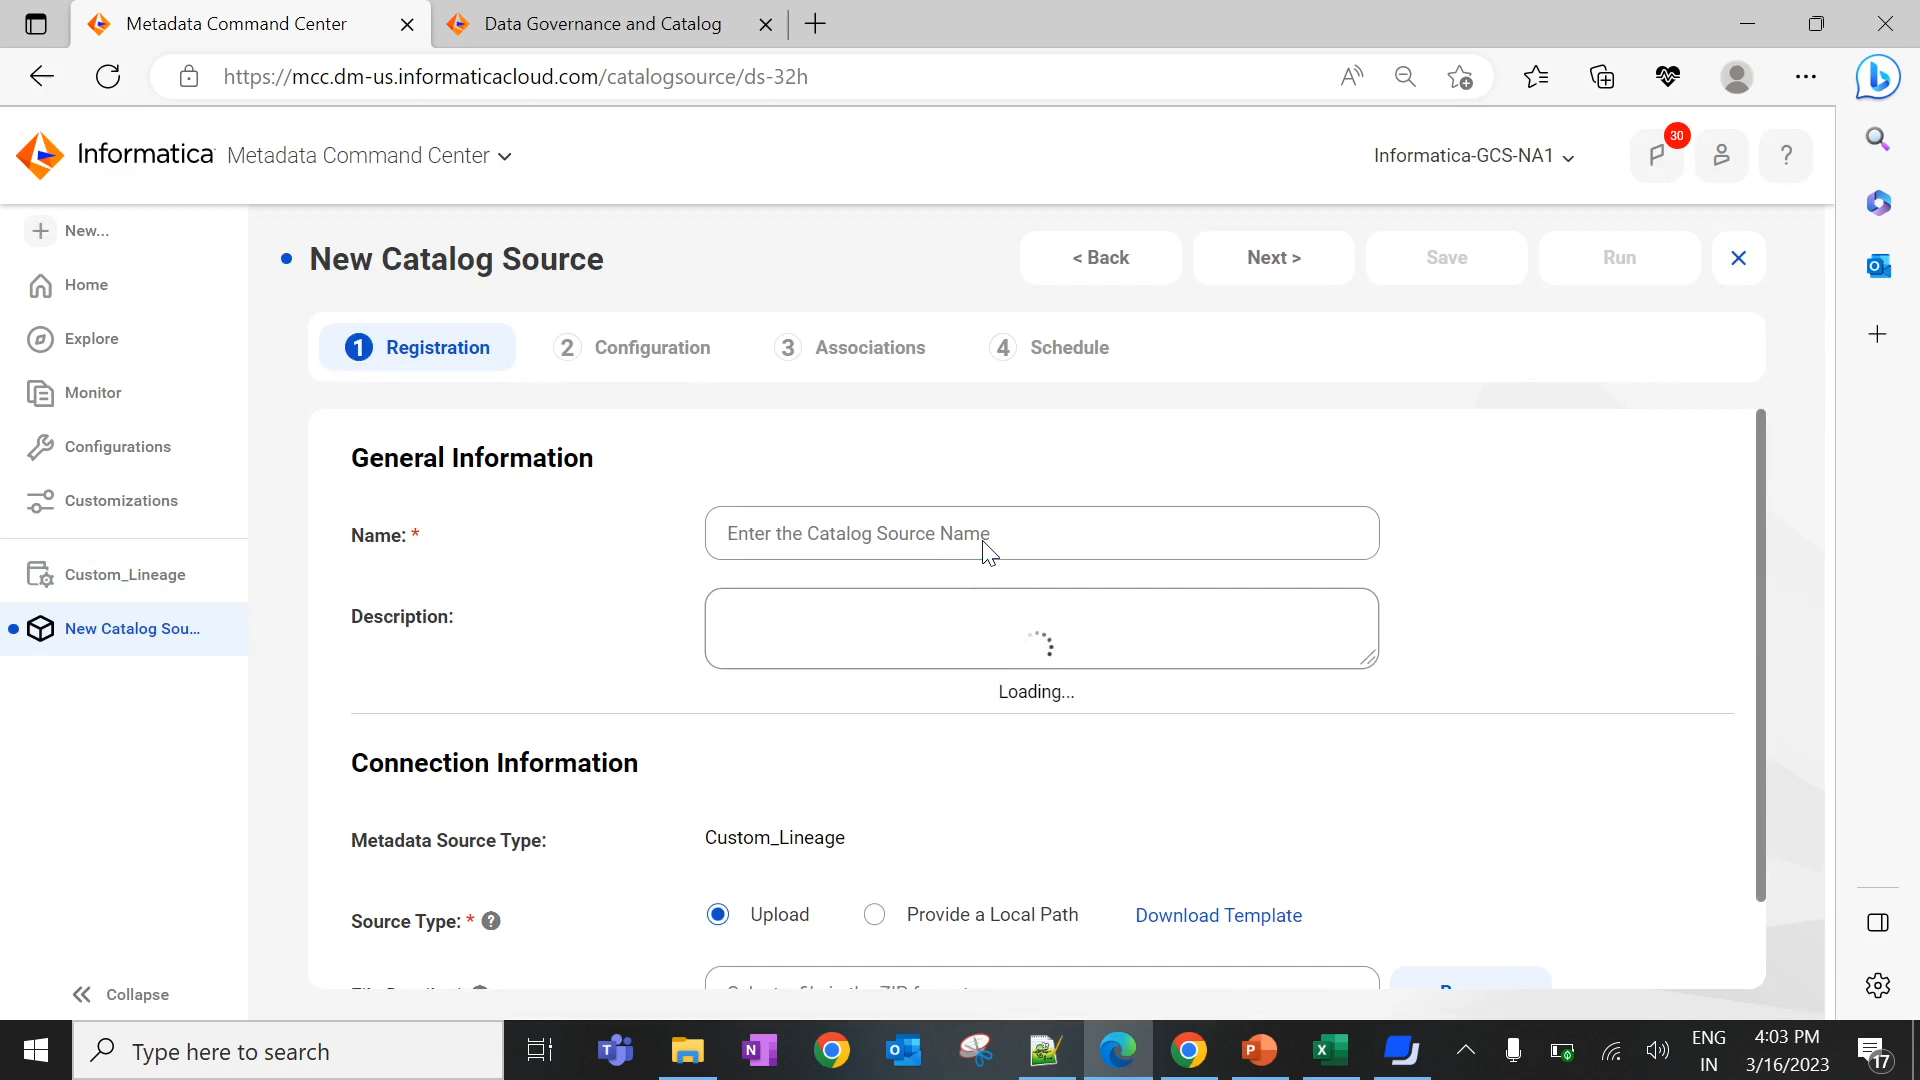 Metadata Command Center
Data Governance and Catalog
https://mcc.dm-us.informaticacloud.com/catalogsource/ds-32h
Informatica Metadata Command Center
Informatica-GCS-NA1
30
?
New...
Home
Explore
Monitor
Configurations
Customizations
Custom_Lineage
New Catalog Sou...
Collapse
New Catalog Source
< Back
Next >
Save
Run
1 Registration
2 Configuration
3 Associations
4 Schedule
General Information
Name: *
Enter the Catalog Source Name
Description:
Loading...
Connection Information
Metadata Source Type:
Custom_Lineage
Source Type: * ?
Upload
Provide a Local Path
Download Template
Type here to search
ENG
IN
4:03 PM
3/16/2023
17